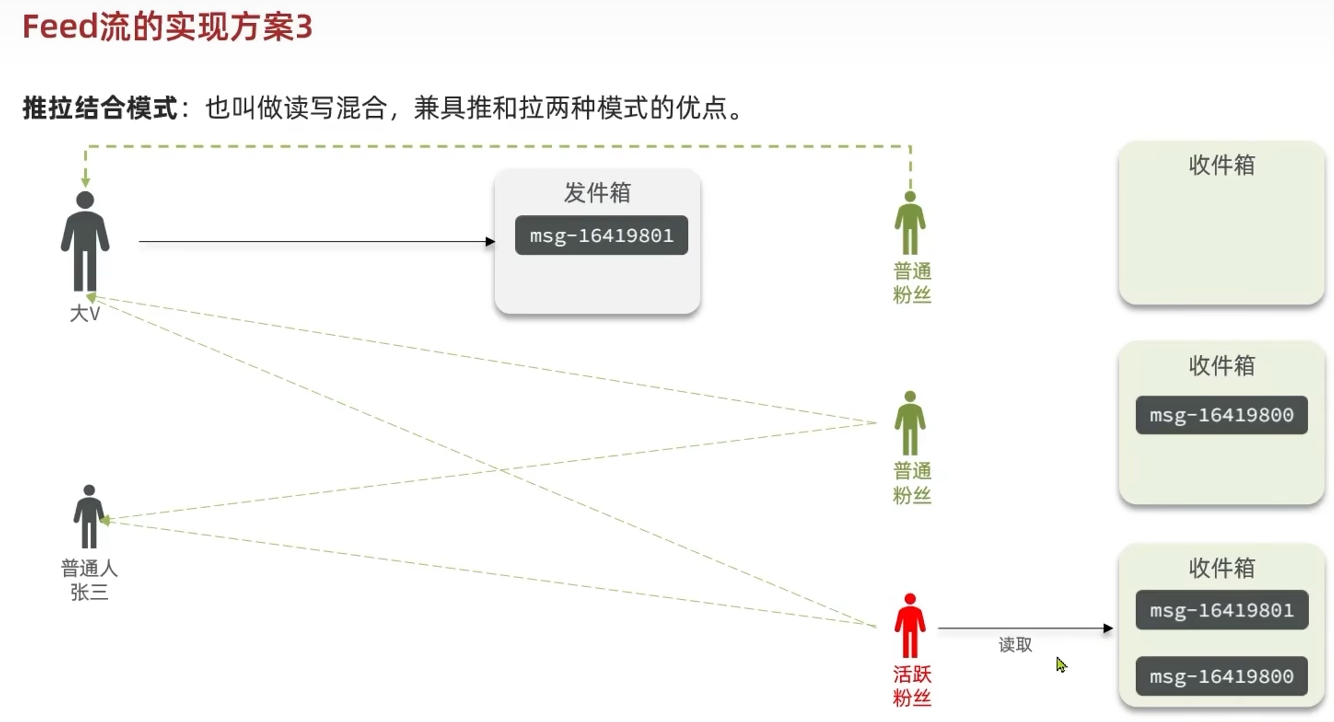 Feed流的实现方案3
推拉结合模式：也叫做读写混合，兼具推和拉两种模式的优点。
发件箱
msg-16419801
大V
普通
粉丝
收件箱
普通
粉丝
收件箱
msg-16419800
普通人
张三
活跃
粉丝
读取
收件箱
msg-16419801
msg-16419800